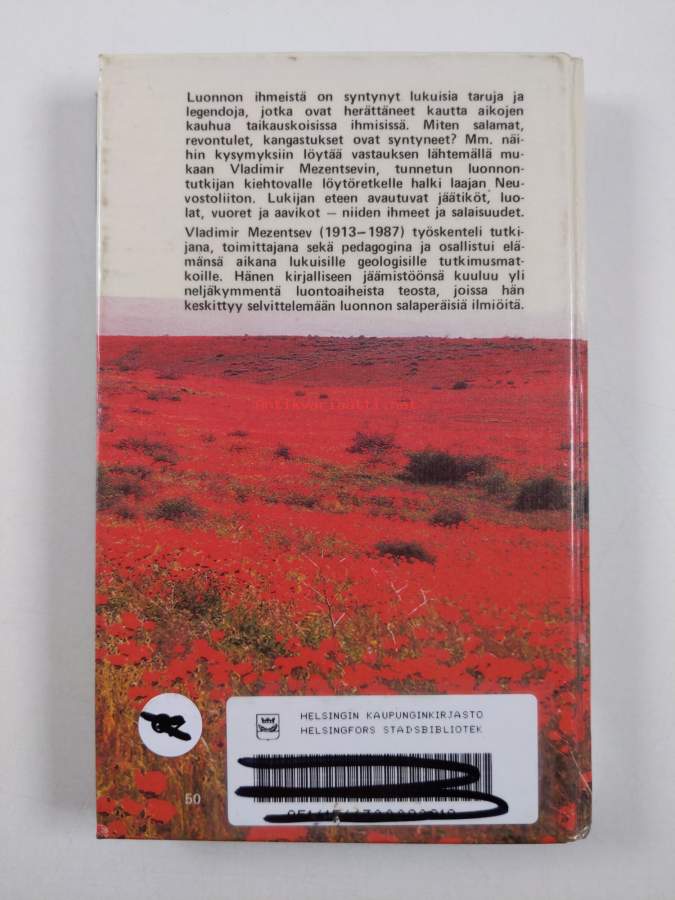 Luonnon ihmeistä on syntynyt lukuisia taruja ja
legendoja, jotka ovat herättäneet kautta aikojen
kauhua taikauskoisissa ihmisissä. Miten salamat,
revontulet, kangastukset ovat syntyneet? Mm. näi-
hin kysymyksiin löytää vastauksen lähtemällä mu-
kaan Vladimir Mezentsevin, tunnetun luonnon-
tutkijan kiehtovalle löytöretkelle halki laajan Neu-
vostoliiton. Lukijan eteen avautuvat jäätiköt, luo-
lat, vuoret ja aavikot — niiden ihmeet ja salaisuudet.
Vladimir Mezentsev (1913—1987) työskenteli tutki-
jana, toimittajana sekä pedagogina ja osallistui elä-
mänsä aikana lukuisille geologisille tutkimusmat-
koille. Hänen kirjalliseen jäämistöönsä kuuluu yli
neljäkymmentä luontoaiheista teosta, joissa hän
keskittyy selvittelemään luonnon salaperäisiä ilmiöitä.
antikvariaatti.net
HELSINGIN KAUPUNGINKIRJASTO
HELSINGFORS STADSBIBLIOTEK
50